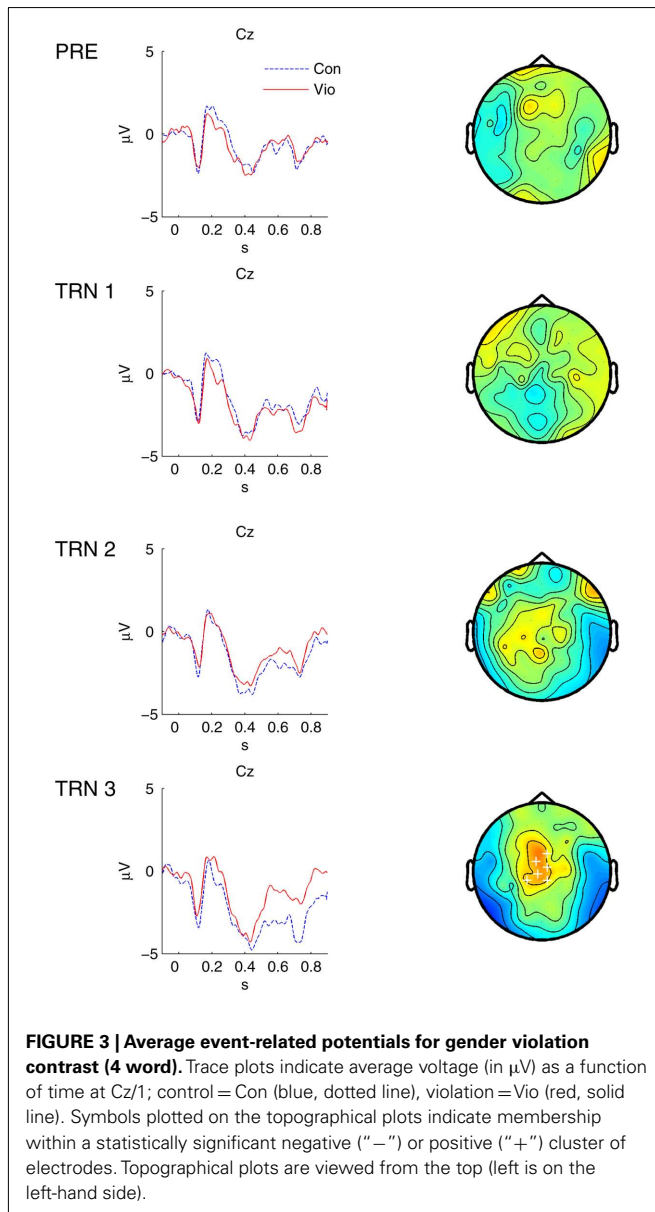 PRE
Cz
5
0
−5
μV
0 0.2 0.4 0.6 0.8
s
Con
Vio
TRN 1
Cz
5
0
−5
μV
0 0.2 0.4 0.6 0.8
s
TRN 2
Cz
5
0
−5
μV
0 0.2 0.4 0.6 0.8
s
TRN 3
Cz
5
0
−5
μV
0 0.2 0.4 0.6 0.8
s
FIGURE 3 | Average event-related potentials for gender violation
contrast (4 word). Trace plots indicate average voltage (in μV) as a function
of time at Cz/1; control = Con (blue, dotted line), violation = Vio (red, solid
line). Symbols plotted on the topographical plots indicate membership
within a statistically significant negative (“−”) or positive (“+”) cluster of
electrodes. Topographical plots are viewed from the top (left is on the
left-hand side).